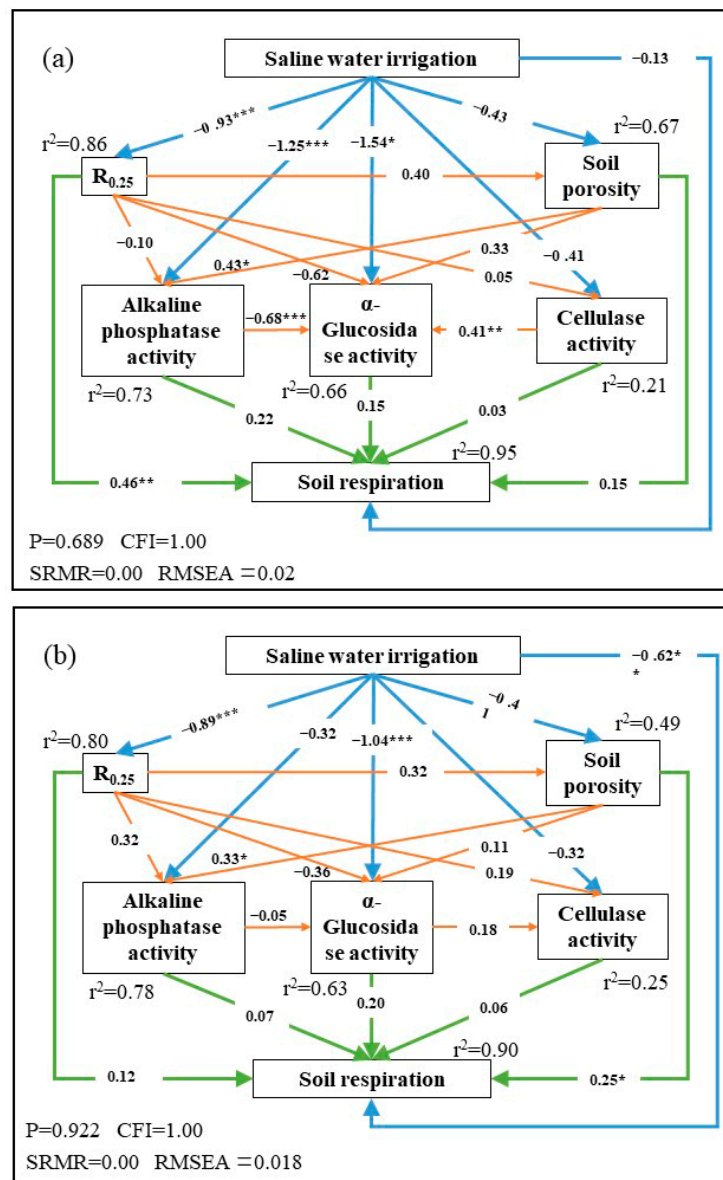 (a)
Saline water irrigation
−0.13
−0 .93***
−1.25***
−1.54*
−0.43
r²=0.86
r²=0.67
R0.25
0.40
Soil
porosity
−0.10
0.43*
−0.62
0.33
0.05
−0 .41
Alkaline
phosphatase
activity
−0.68***
α-
Glucosida
se activity
0.41**
Cellulase
activity
r²=0.73
r²=0.66
r²=0.21
0.22
0.15
0.03
r²=0.95
0.46**
Soil respiration
0.15
P=0.689 CFI=1.00
SRMR=0.00 RMSEA=0.02
(b)
Saline water irrigation
−0 .62*
*
−0.89***
−0.32
−1.04***
−0 .4
1
r²=0.80
r²=0.49
R0.25
0.32
Soil
porosity
0.32
0.33*
−0.36
0.11
0.19
−0.32
Alkaline
phosphatase
activity
−0.05
α-
Glucosida
se activity
0.18
Cellulase
activity
r²=0.78
r²=0.63
r²=0.25
0.07
0.20
0.06
r²=0.90
0.12
Soil respiration
0.25*
P=0.922 CFI=1.00
SRMR=0.00 RMSEA=0.018